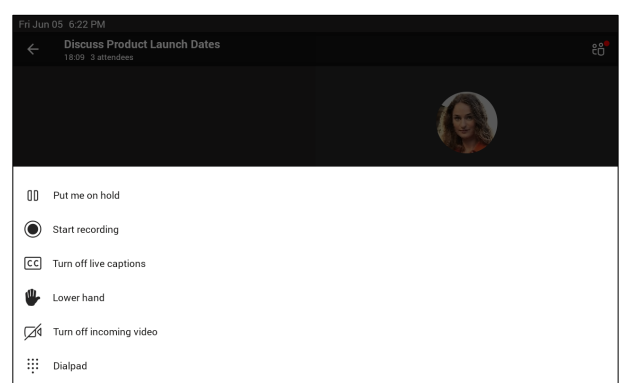 Fri Jun 05 6:22 PM
Discuss Product Launch Dates
18:09 3 attendees
Put me on hold
Start recording
CC Turn off live captions
Lower hand
Turn off incoming video
Dialpad